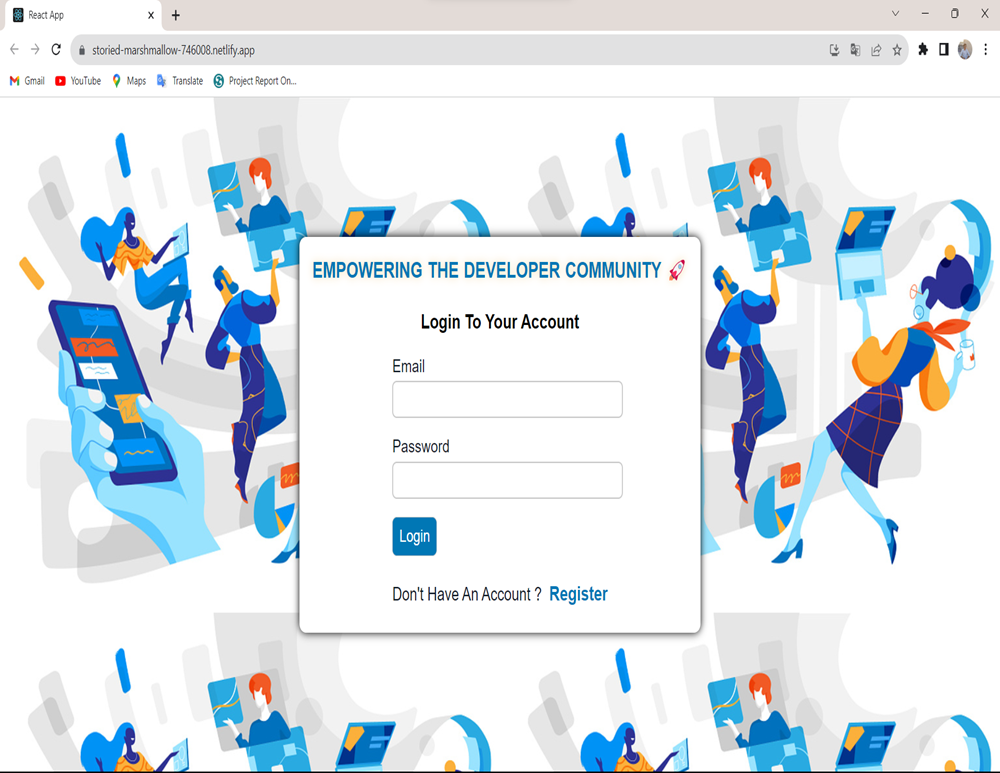 React App
storied-marshmallow-746008.netlify.app
Gmail YouTube Maps Translate Project Report On...
EMPOWERING THE DEVELOPER COMMUNITY 🚀
Login To Your Account
Email
Password
Login
Don't Have An Account ? Register